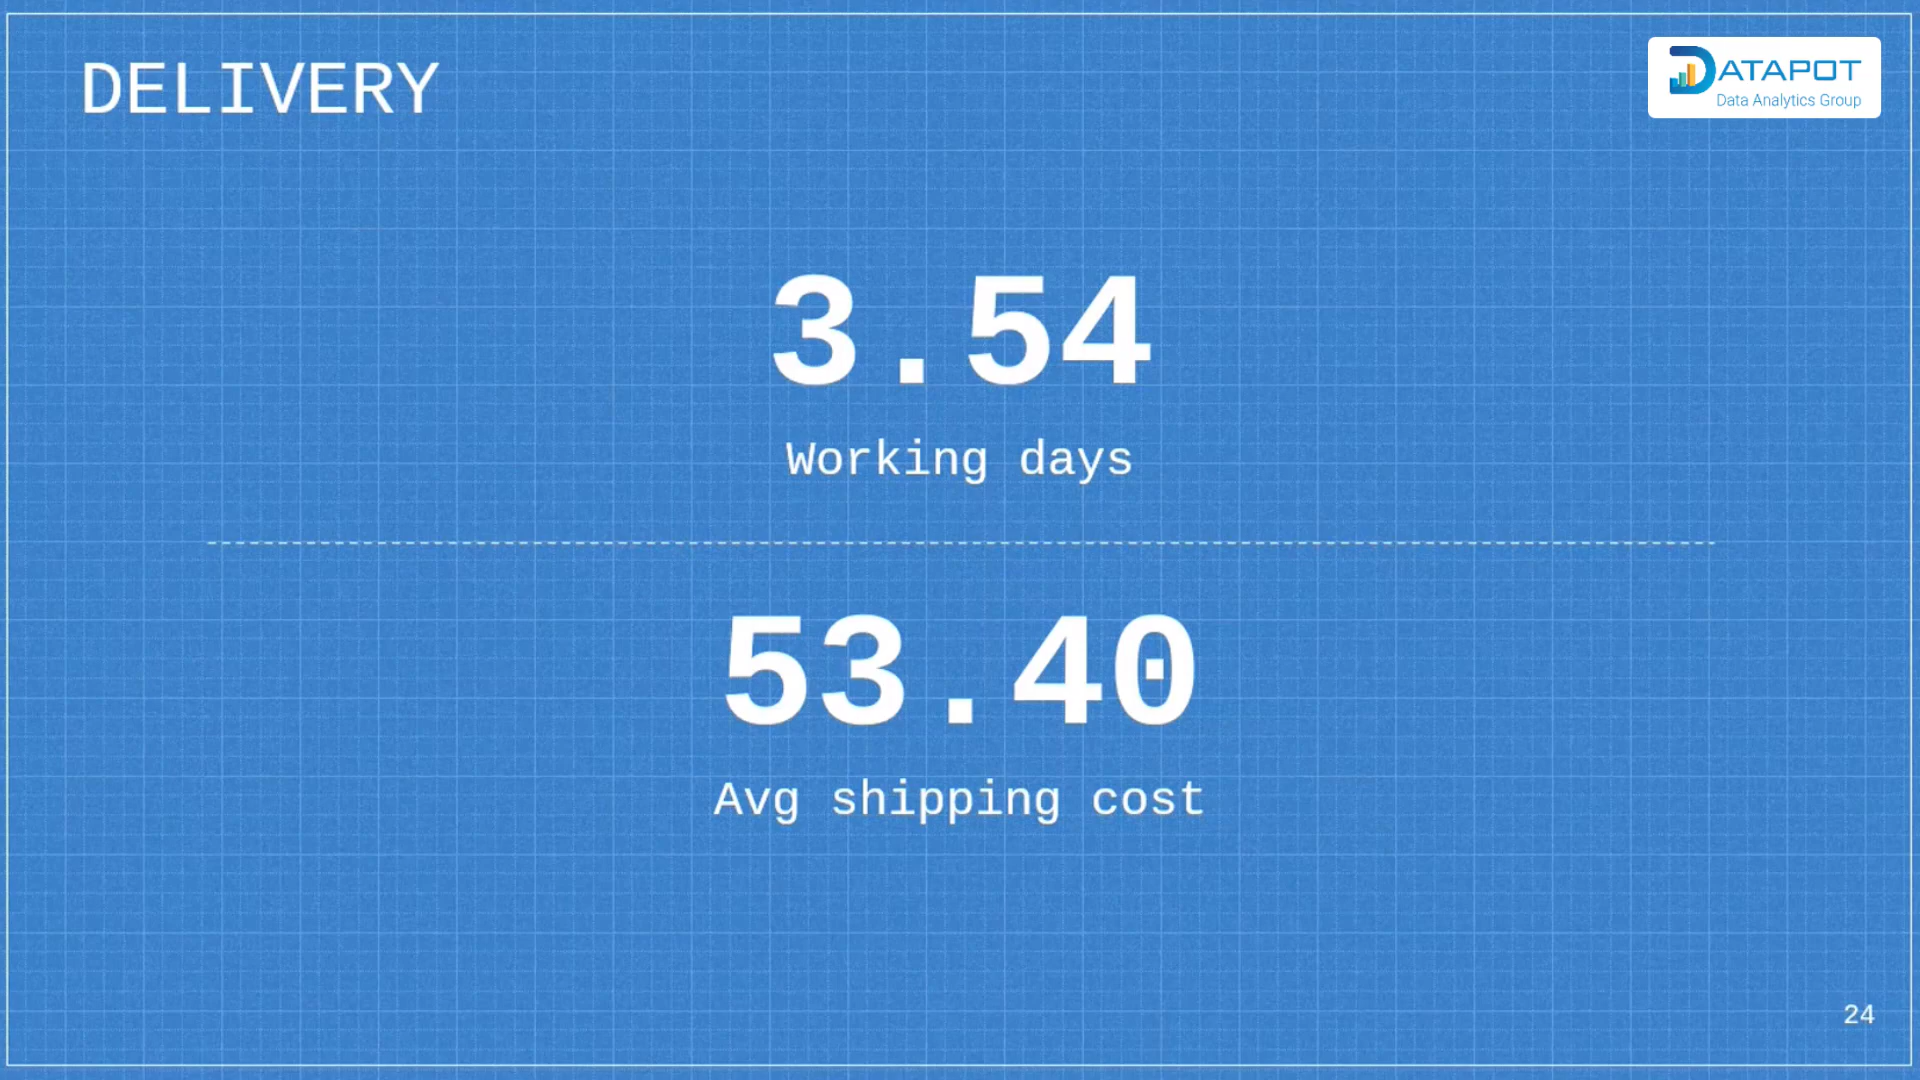 DELIVERY
DATAPOT
Data Analytics Group
3.54
Working days
53.40
Avg shipping cost
24